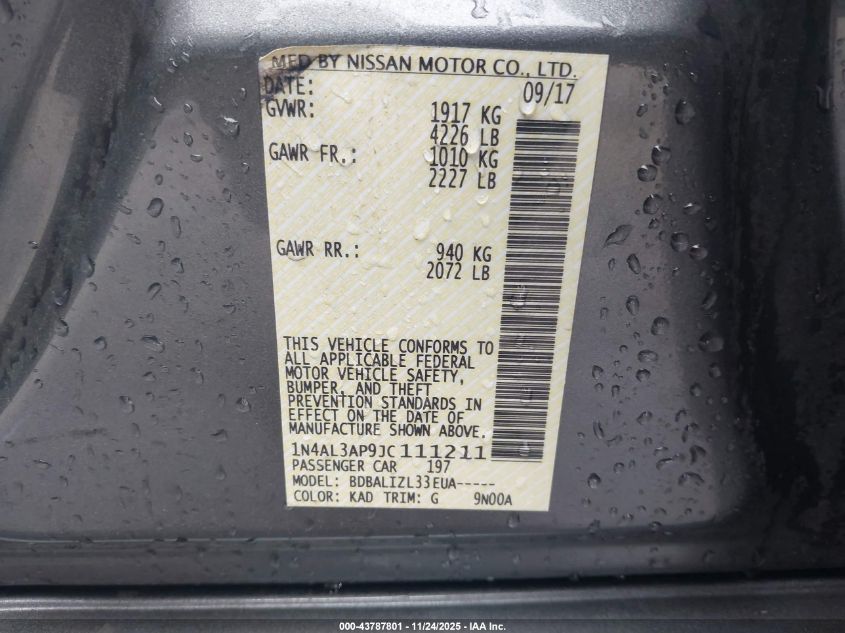 MFD BY NISSAN MOTOR CO., LTD.
DATE: 09/17
GVWR: 1917 KG
4226 LB
GAWR FR.: 1010 KG
2227 LB
GAWR RR.: 940 KG
2072 LB
THIS VEHICLE CONFORMS TO
ALL APPLICABLE FEDERAL
MOTOR VEHICLE SAFETY,
BUMPER, AND THEFT
PREVENTION STANDARDS IN
EFFECT ON THE DATE OF
MANUFACTURE SHOWN ABOVE.
1N4AL3AP9JC111211
PASSENGER CAR 197
MODEL: BDBALIZL33EUA-----
COLOR: KAD TRIM: G 9N00A
000-43787801 - 11/24/2025 - IAA Inc.